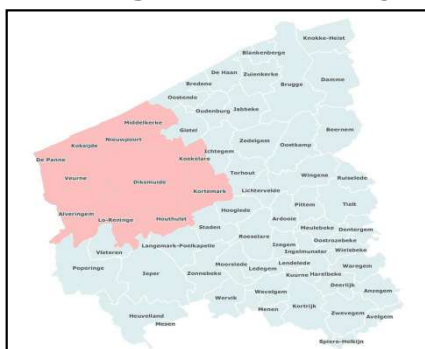 Knokke-Heist
Blankenberge
De Haan
Zuienkerke
Damme
Bredene
Brugge
Oostende
Oudenburg
Jabbeke
Middelkerke
Beernem
Gistel
Nieuwpoort
Koksijde
Ichtegem
Zedelgem
Oostkamp
De Panne
Koekelare
Torhout
Wingene
Ruiselede
Veurne
Diksmuide
Kortemark
Lichtervelde
Pittem
Tielt
Alveringem
Lo-Reninge
Houthulst
Hooglede
Ardooie
Staden
Meulebeke
Dentergem
Roeselare
Oostrozebeke
Langemark-Poelkapelle
Izegem
Ingelmunster
Wielsbeke
Vleteren
Moorslede
Lendelede
Waregem
Poperinge
Ieper
Zonnebeke
Ledegem
Kuurne
Harelbeke
Deerlijk
Anzegem
Wevelgem
Wervik
Menen
Kortrijk
Zwevegem
Avelgem
Heuvelland
Mesen
Spiere-Helkijn